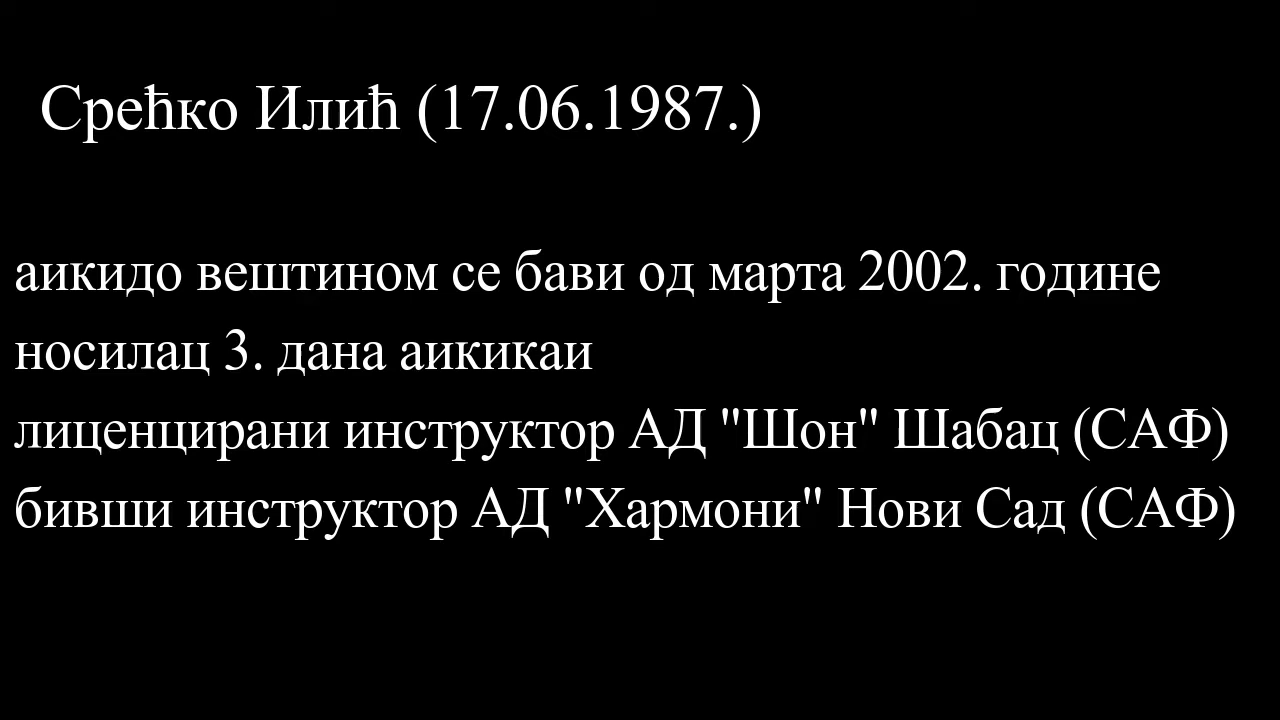 Срећко Илић (17.06.1987.)
аикидо вештином се бави од марта 2002. године
носилац 3. дана аикикаи
лиценцирани инструктор АД "Шон" Шабац (САФ)
бивши инструктор АД "Хармони" Нови Сад (САФ)